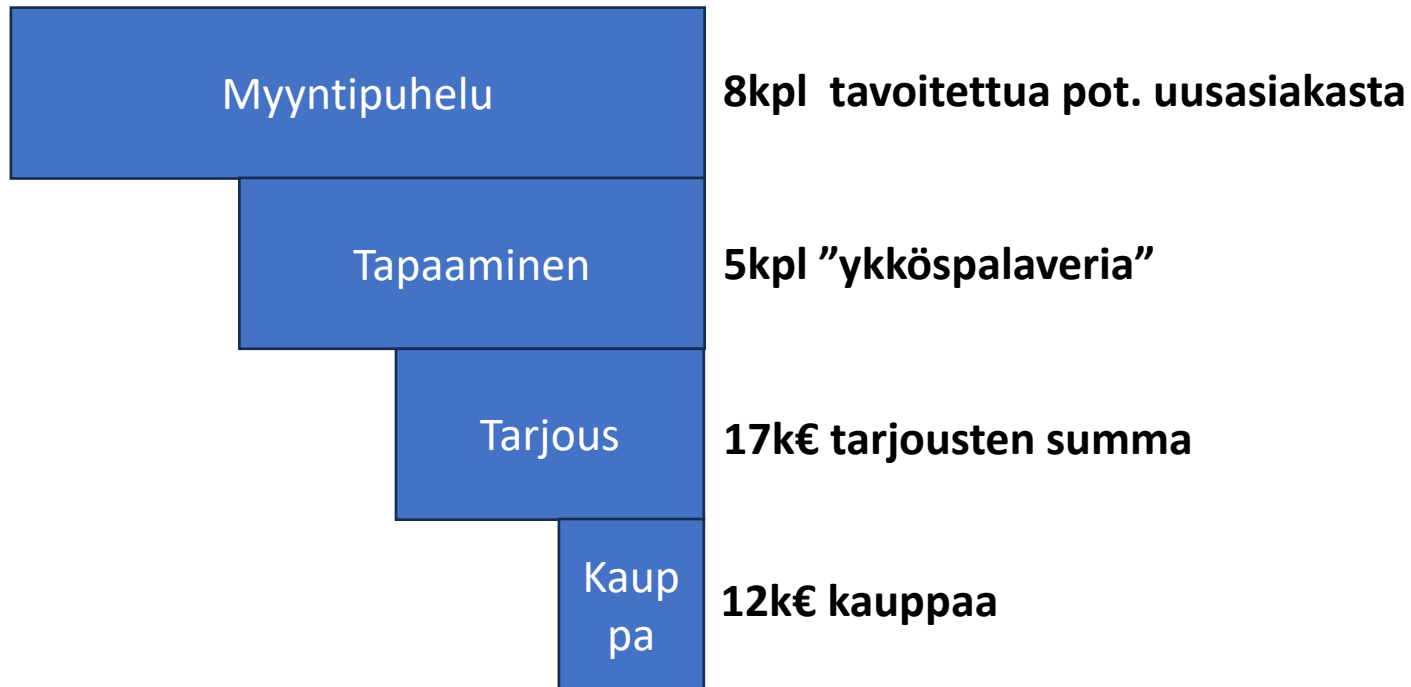 Myyntipuhelu
8kpl  tavoitettua pot. uusasiakasta
Tapaaminen
5kpl ”ykköspalaveria”
Tarjous
17k€ tarjousten summa
Kaup
pa
12k€ kauppaa